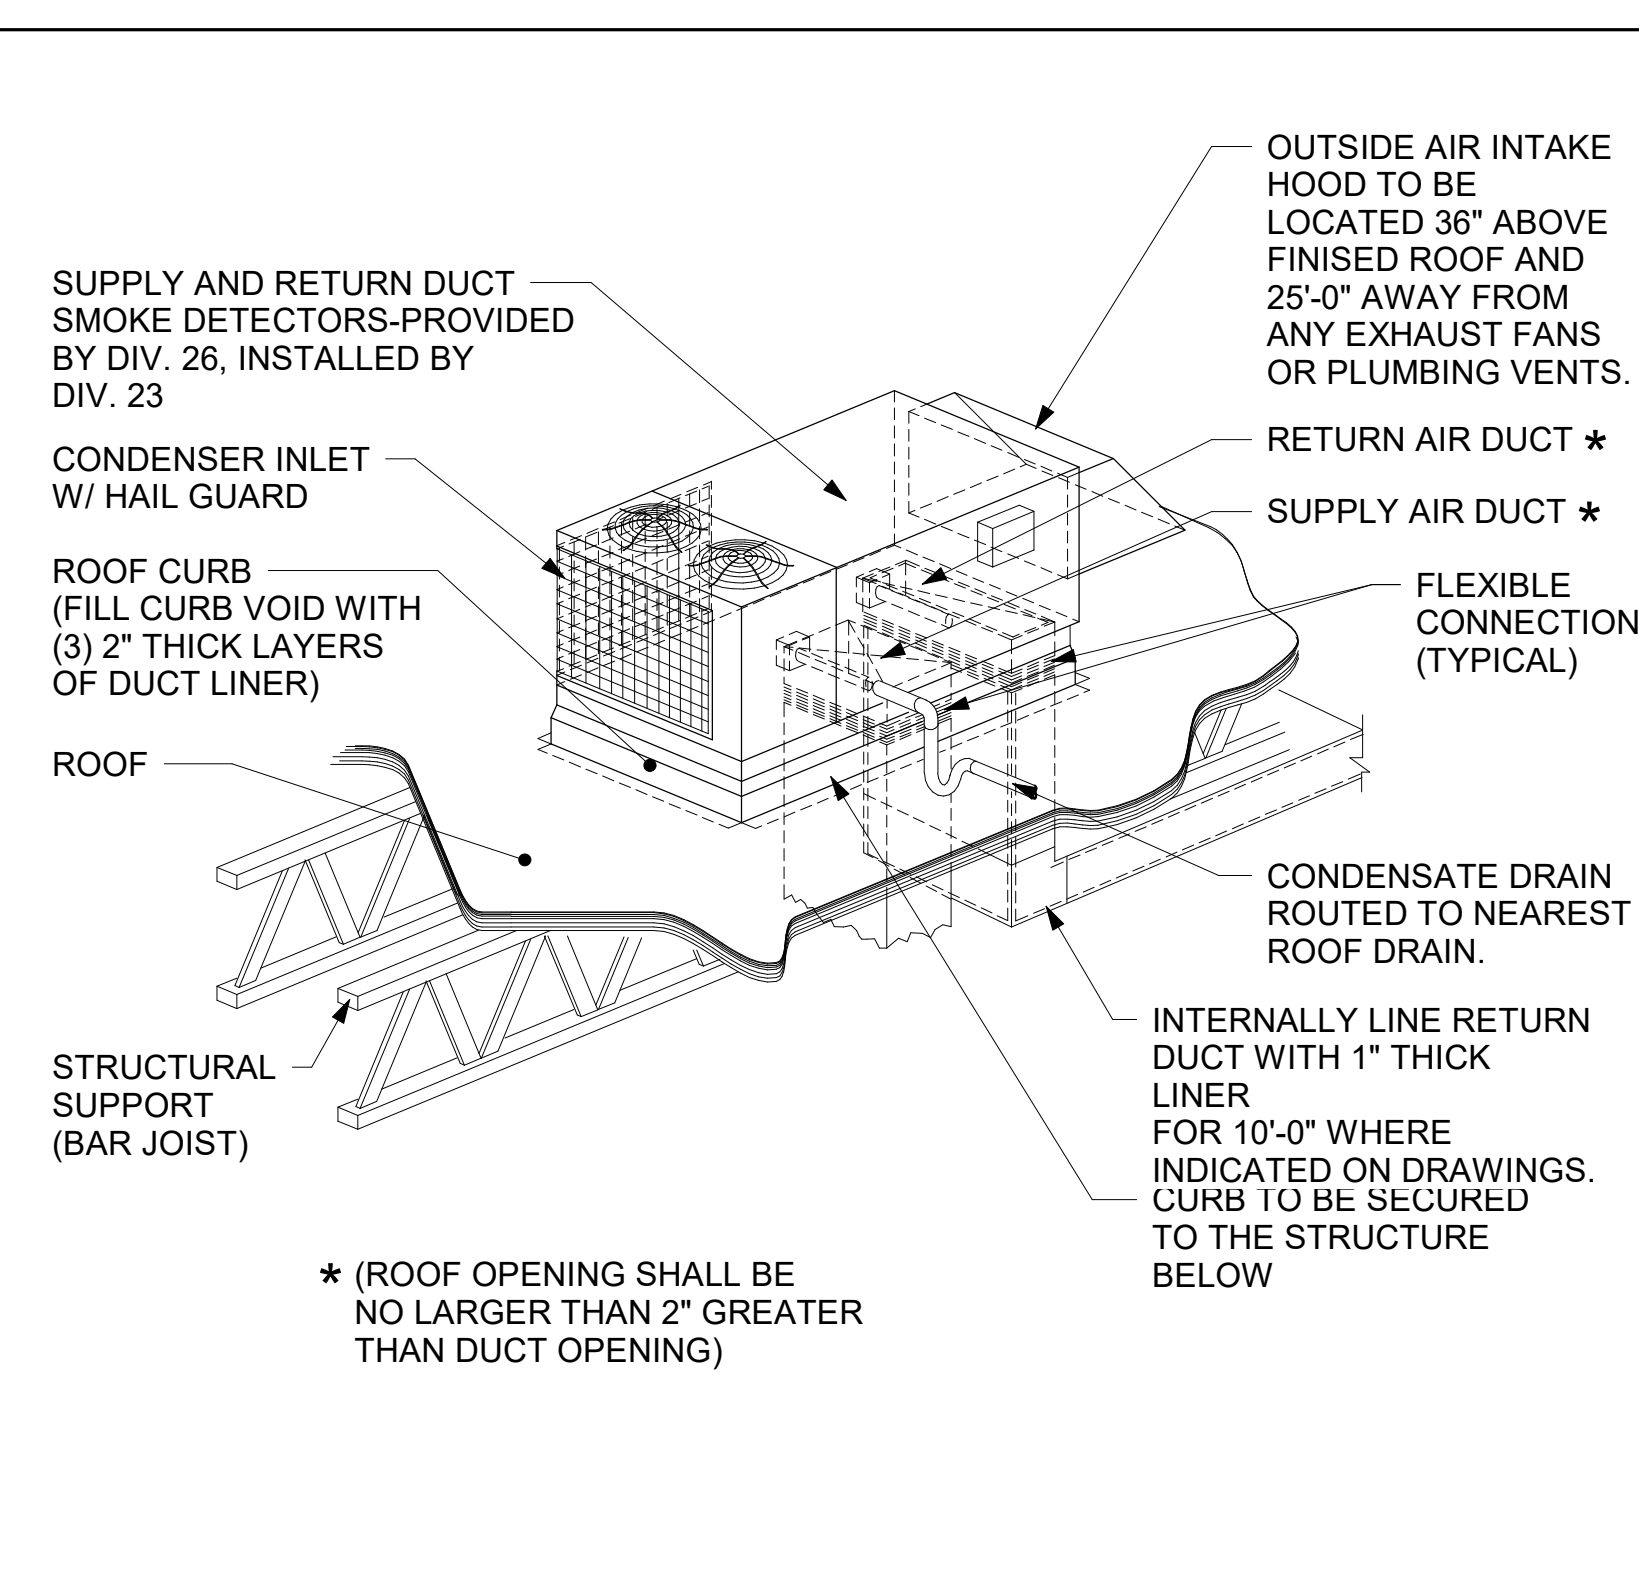 SUPPLY AND RETURN DUCT
SMOKE DETECTORS-PROVIDED
BY DIV. 26, INSTALLED BY
DIV. 23
CONDENSER INLET
W/ HAIL GUARD
ROOF CURB
(FILL CURB VOID WITH
(3) 2" THICK LAYERS
OF DUCT LINER)
ROOF
STRUCTURAL
SUPPORT
(BAR JOIST)
OUTSIDE AIR INTAKE
HOOD TO BE
LOCATED 36" ABOVE
FINISED ROOF AND
25'-0" AWAY FROM
ANY EXHAUST FANS
OR PLUMBING VENTS.
RETURN AIR DUCT *
SUPPLY AIR DUCT *
FLEXIBLE
CONNECTION
(TYPICAL)
CONDENSATE DRAIN
ROUTED TO NEAREST
ROOF DRAIN.
INTERNALLY LINE RETURN
DUCT WITH 1" THICK
LINER
FOR 10'-0" WHERE
INDICATED ON DRAWINGS.
CURB TO BE SECURED
TO THE STRUCTURE
BELOW
* (ROOF OPENING SHALL BE
NO LARGER THAN 2" GREATER
THAN DUCT OPENING)